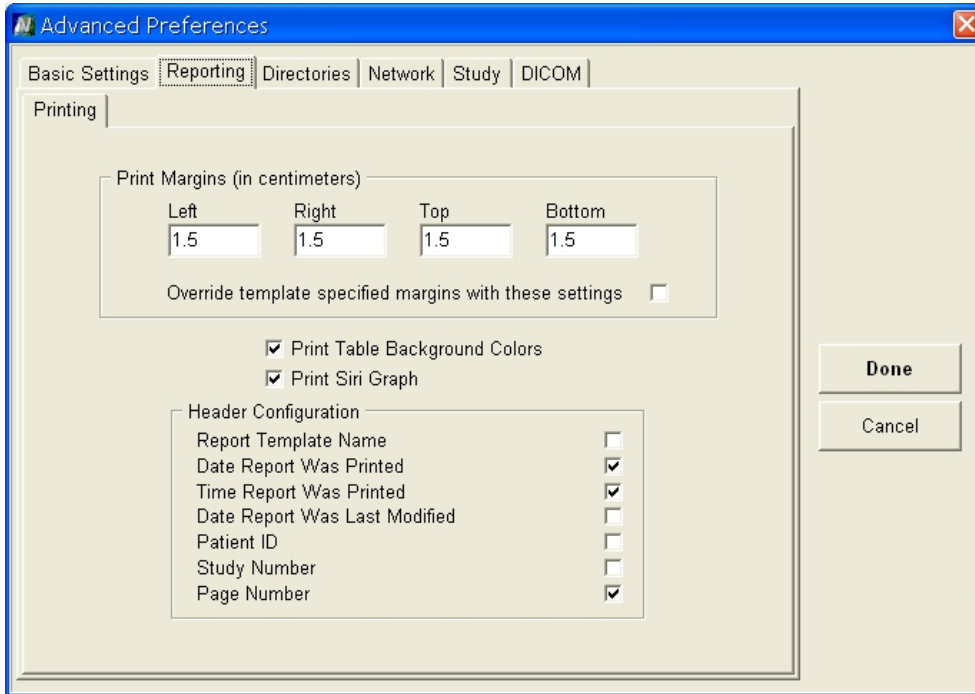 Advanced Preferences
Basic Settings Reporting Directories Network Study DICOM
Printing
Print Margins (in centimeters)
Left Right Top Bottom
1.5 1.5 1.5 1.5
Override template specified margins with these settings
Print Table Background Colors
Print Siri Graph
Done
Header Configuration
Cancel
Report Template Name
Date Report Was Printed
Time Report Was Printed
Date Report Was Last Modified
Patient ID
Study Number
Page Number